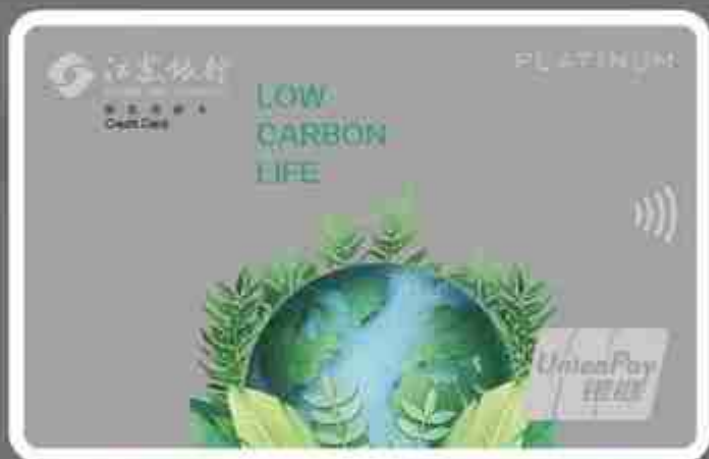 江苏银行
Credit Card
PLATINUM
LOW
CARBON
LIFE
UnionPay
银联